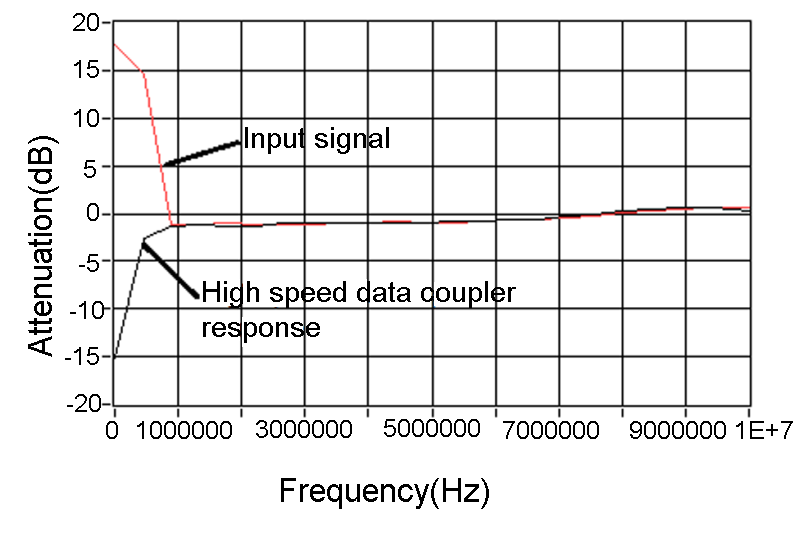 20
15
10
5
0
-5
-10
-15
-20
Attenuation(dB)
Input signal
High speed data coupler
response
0 1000000 3000000 5000000 7000000 9000000 1E+7
Frequency(Hz)